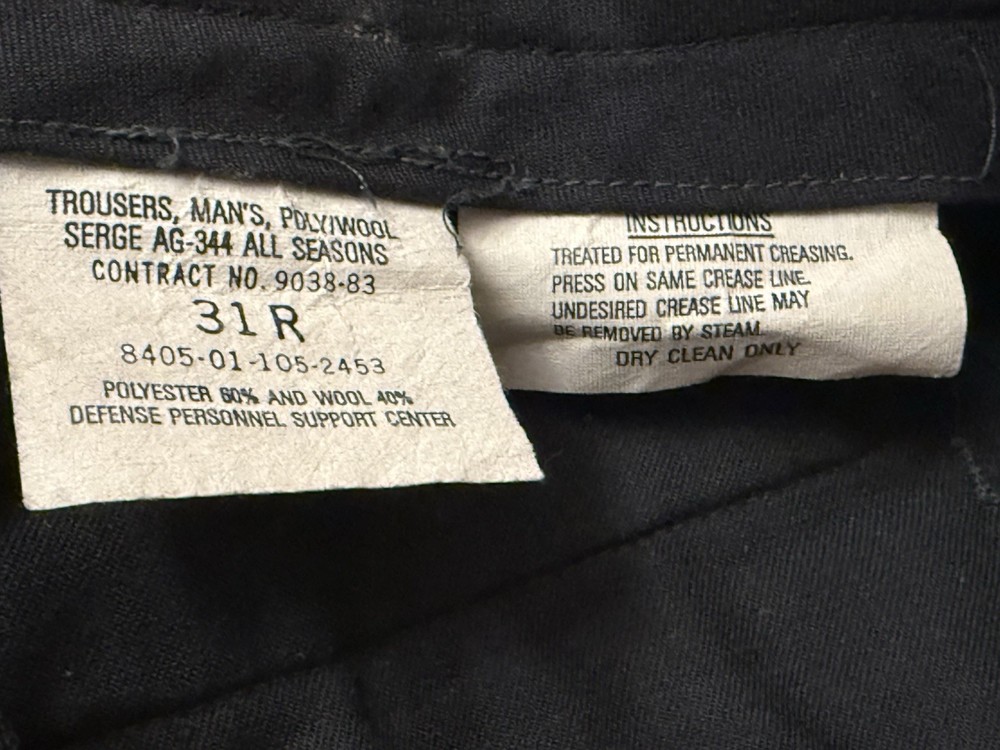 TROUSERS, MAN'S, POLY/WOOL
SERGE AG-344 ALL SEASONS
CONTRACT NO. 9038-83
31 R
8405-01-105-2453
POLYESTER 60% AND WOOL 40%
DEFENSE PERSONNEL SUPPORT CENTER
INSTRUCTIONS
TREATED FOR PERMANENT CREASING.
PRESS ON SAME CREASE LINE.
UNDESIRED CREASE LINE MAY
BE REMOVED BY STEAM.
DRY CLEAN ONLY